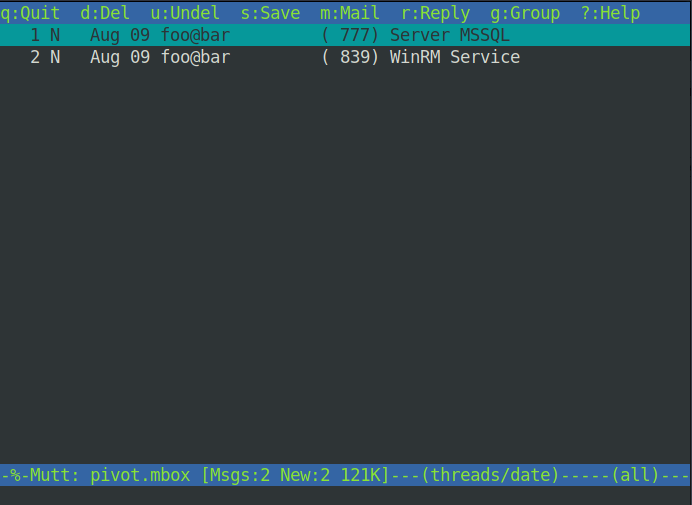 q:Quit  d:Del  u:Undel  s:Save  m:Mail  r:Reply  g:Group  ?:Help
   1 N   Aug 09 foo@bar         ( 777) Server MSSQL
   2 N   Aug 09 foo@bar         ( 839) WinRM Service
-%-Mutt: pivot.mbox [Msgs:2 New:2 121K]---(threads/date)-----(all)---